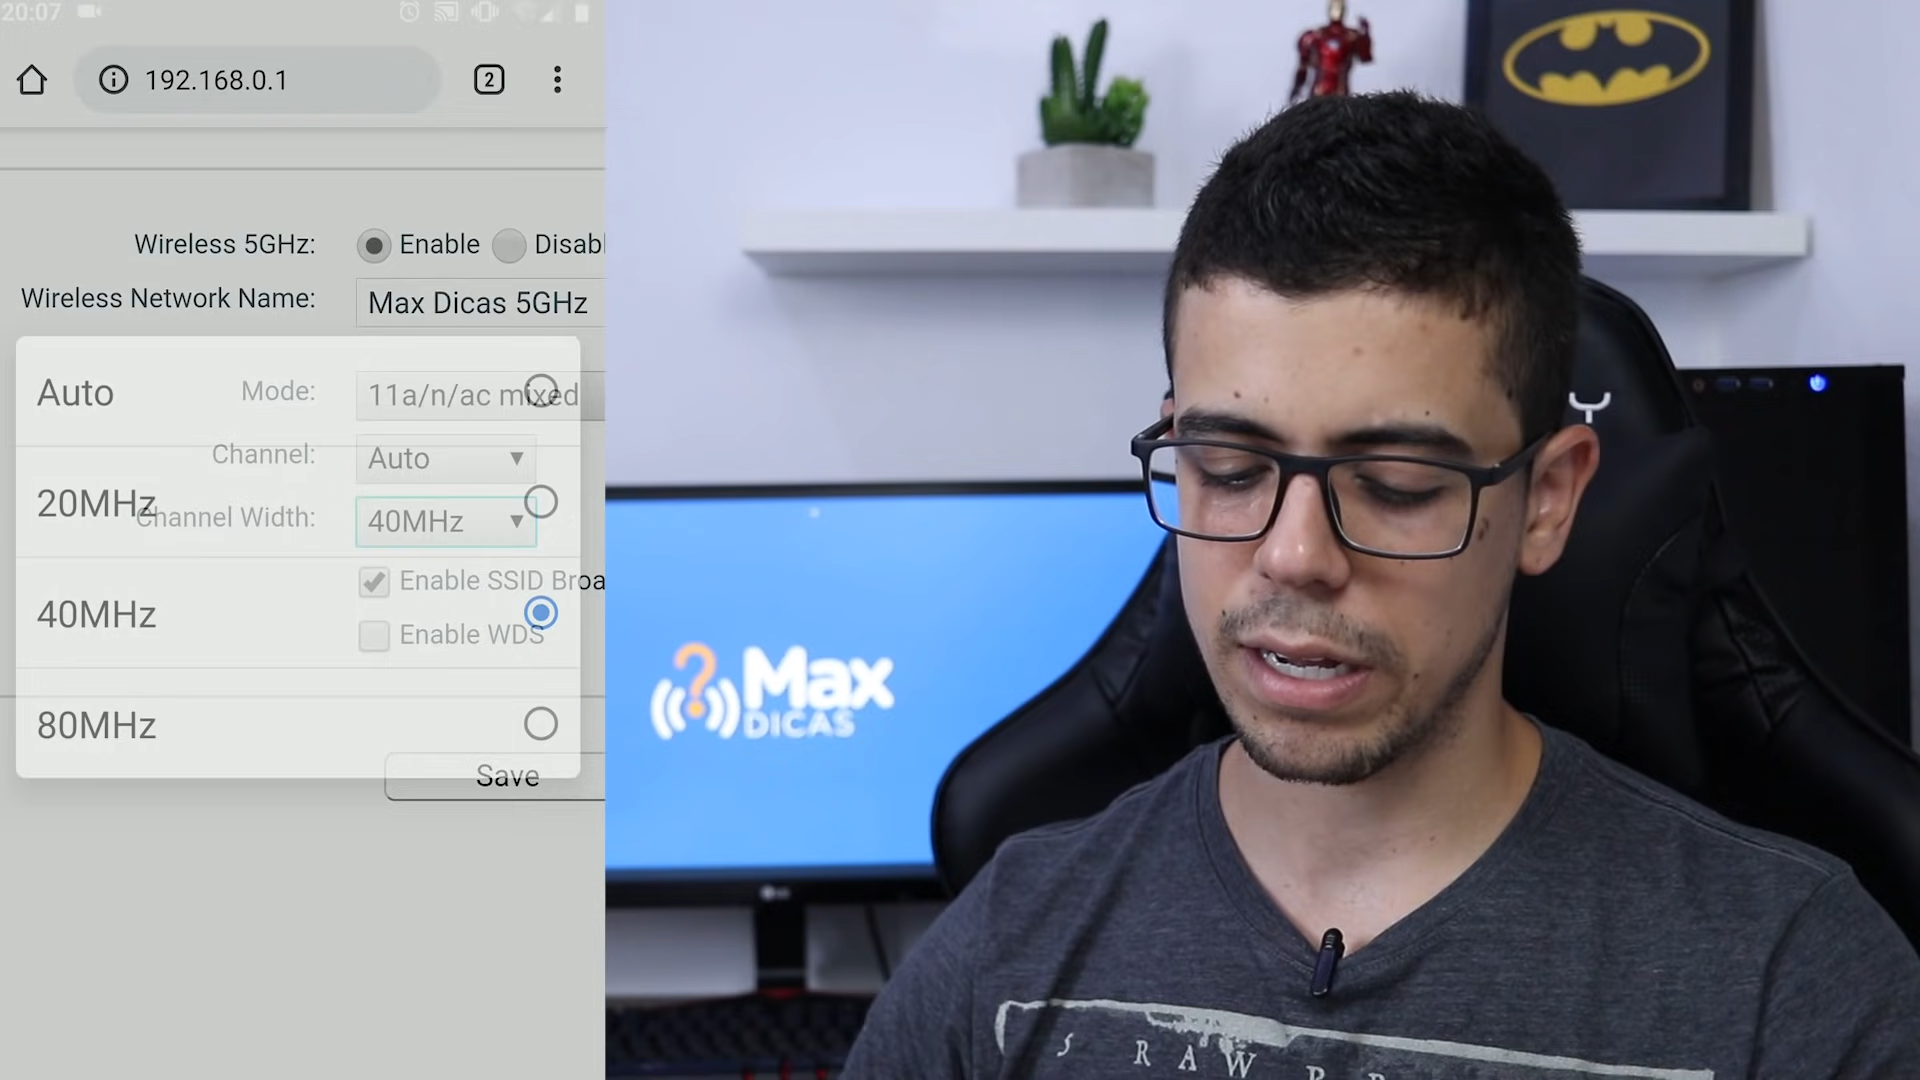 20:07
192.168.0.1
2
Wireless 5GHz:
Enable
Disabl
Wireless Network Name:
Max Dicas 5GHz
Auto
Mode:
11a/n/ac mixed
Channel:
Auto
20MHz
Channel Width:
40MHz
Enable SSID Broa
40MHz
Enable WDS
80MHz
Save
Max
DICAS
LG
S RAW